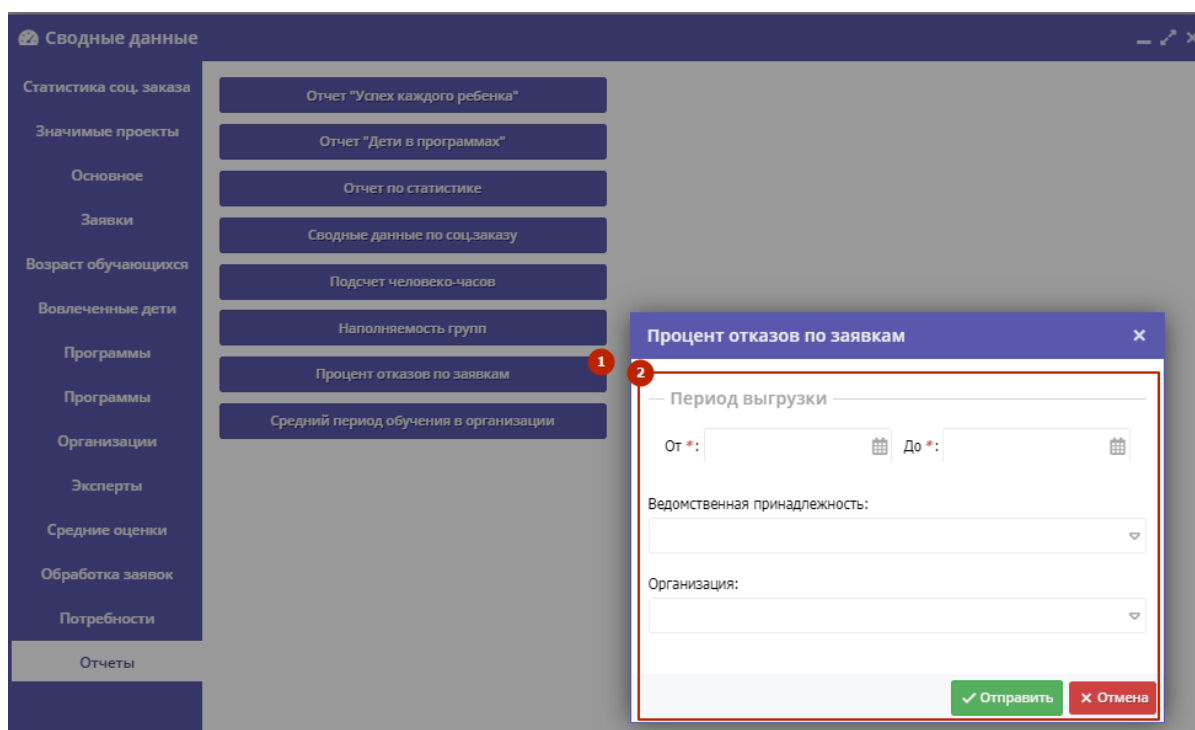 Сводные данные
Статистика соц. заказа
Значимые проекты
Основное
Заявки
Возраст обучающихся
Вовлеченные дети
Программы
Программы
Организации
Эксперты
Средние оценки
Обработка заявок
Потребности
Отчеты
Отчет "Успех каждого ребенка"
Отчет "Дети в программах"
Отчет по статистике
Сводные данные по соц.заказу
Подсчет человеко-часов
Наполняемость групп
1
Процент отказов по заявкам
Средний период обучения в организации
Процент отказов по заявкам
2
Период выгрузки
От *: До *:
Ведомственная принадлежность:
Организация:
Отправить Отмена